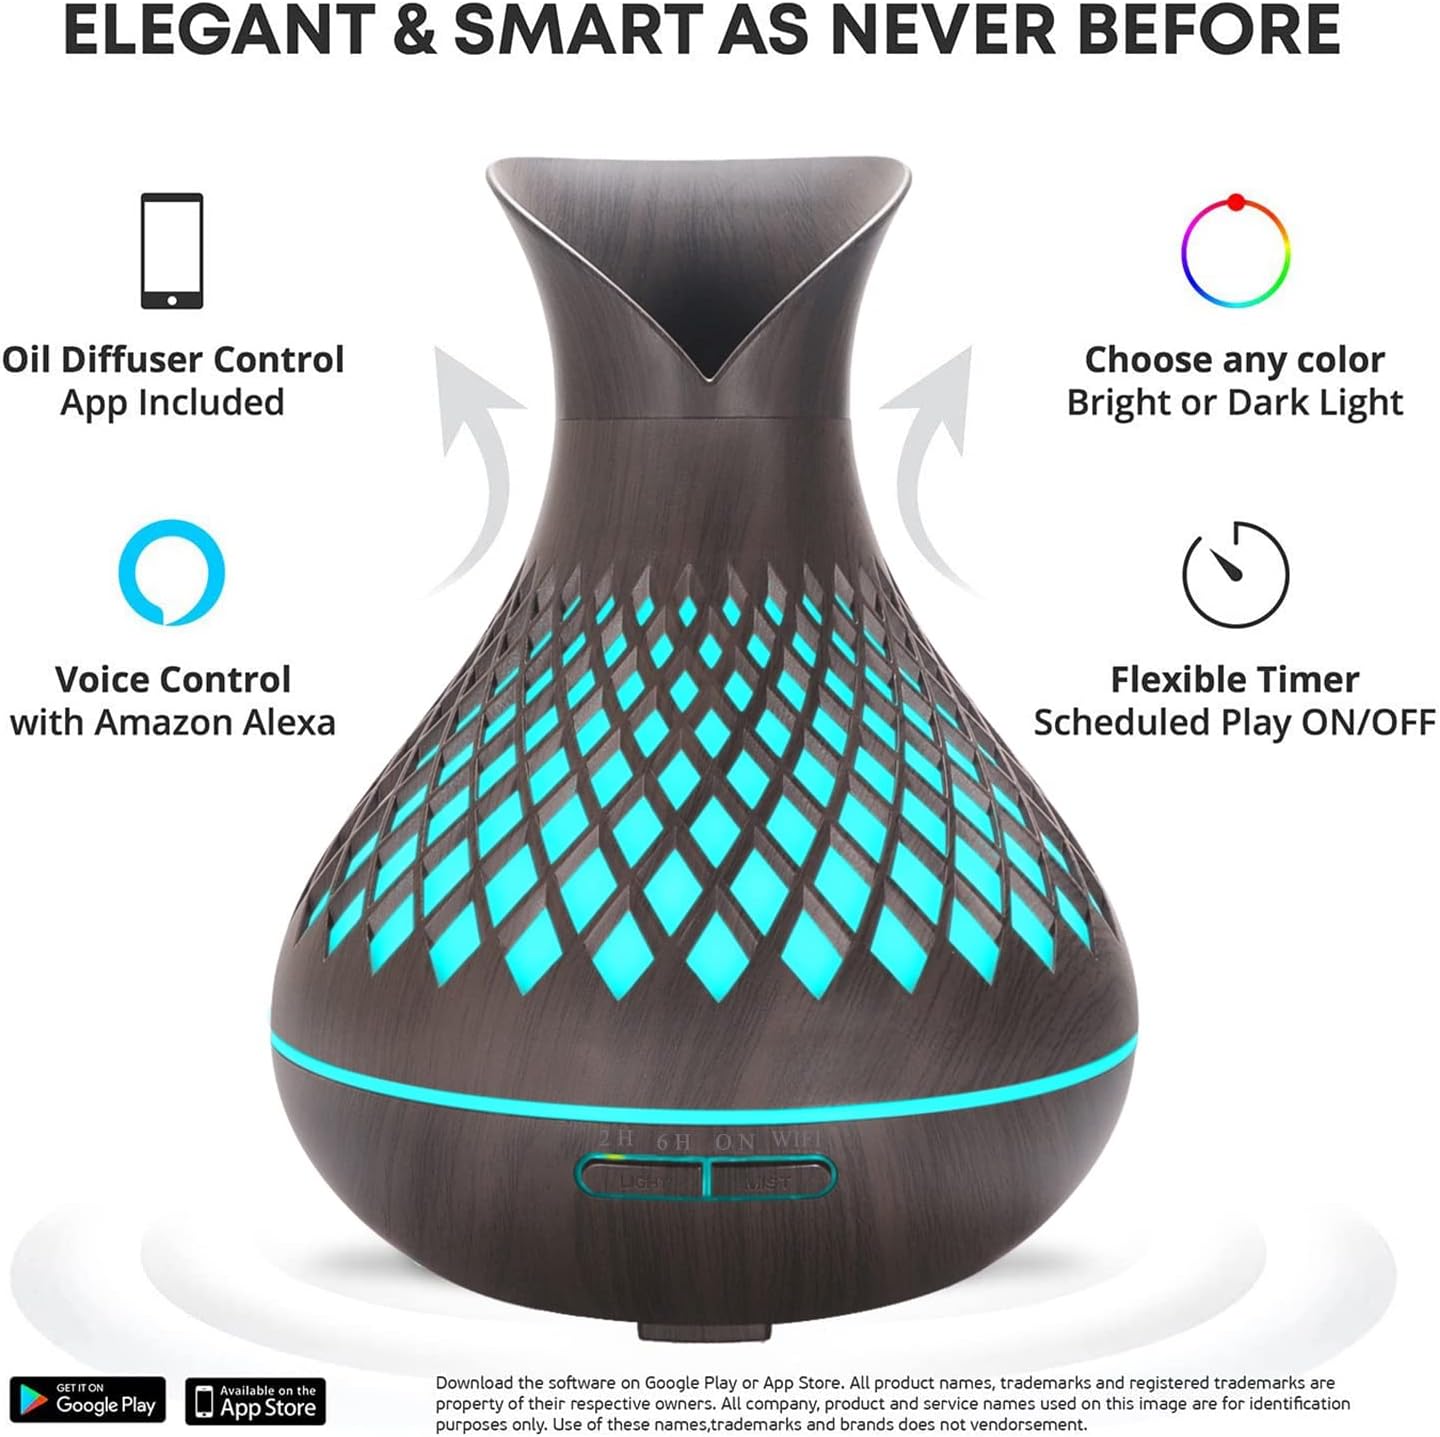 ELEGANT & SMART AS NEVER BEFORE
Oil Diffuser Control
App Included
Choose any color
Bright or Dark Light
Voice Control
with Amazon Alexa
Flexible Timer
Scheduled Play ON/OFF
2H 6H ON WIFI
LIGHT MIST
GET IT ON
Google Play
Available on the
App Store
Download the software on Google Play or App Store. All product names, trademarks and registered trademarks are
property of their respective owners. All company, product and service names used on this image are for identification
purposes only. Use of these names,trademarks and brands does not vendorsement.